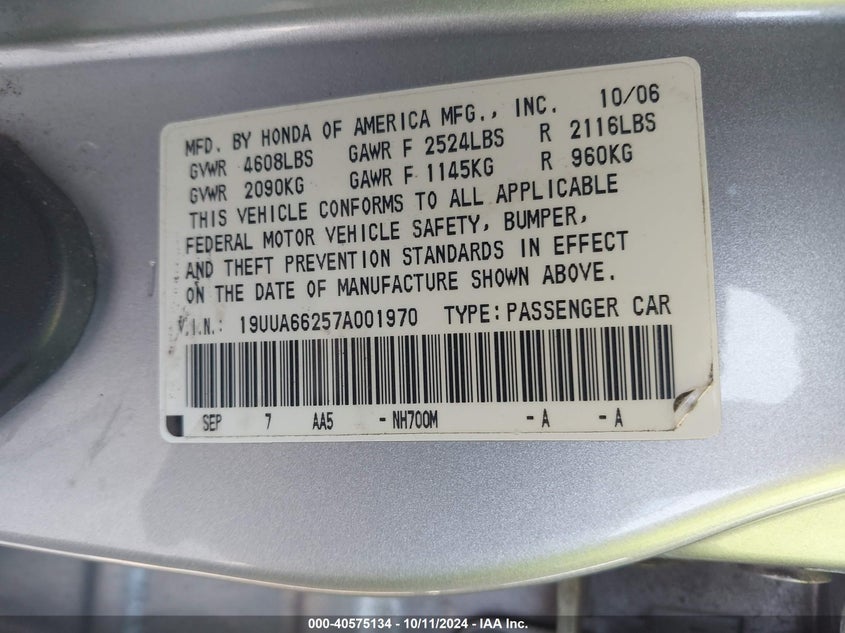 MFD. BY HONDA OF AMERICA MFG., INC. 10/06
GVWR 4608LBS GAWR F 2524LBS R 2116LBS
GVWR 2090KG GAWR F 1145KG R 960KG
THIS VEHICLE CONFORMS TO ALL APPLICABLE
FEDERAL MOTOR VEHICLE SAFETY, BUMPER,
AND THEFT PREVENTION STANDARDS IN EFFECT
ON THE DATE OF MANUFACTURE SHOWN ABOVE.
V.I.N.: 19UUA66257A001970 TYPE: PASSENGER CAR
SEP 7 AA5 - NH700M - A - A
000-40575134 - 10/11/2024 - IAA Inc.